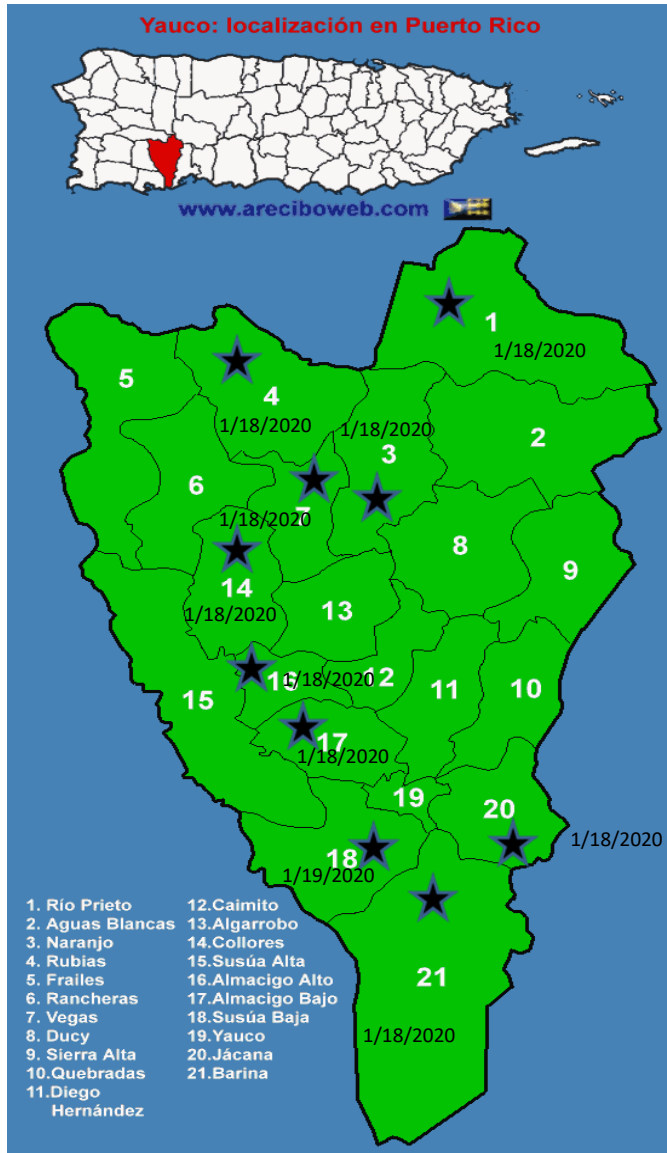 Yauco: localización en Puerto Rico
www.areciboweb.com
1
1/18/2020
5
4
1/18/2020
1/18/2020
3
2
6
1/18/2020
7
8
9
14
1/18/2020
13
15
16
1/18/2020
12
11
10
17
1/18/2020
19
20
1/18/2020
18
1/19/2020
21
1/18/2020
1. Río Prieto
2. Aguas Blancas
3. Naranjo
4. Rubias
5. Frailes
6. Rancheras
7. Vegas
8. Ducy
9. Sierra Alta
10.Quebradas
11.Diego
Hernández
12.Caimito
13.Algarrobo
14.Collores
15.Susúa Alta
16.Almacigo Alto
17.Almacigo Bajo
18.Susúa Baja
19.Yauco
20.Jácana
21.Barina